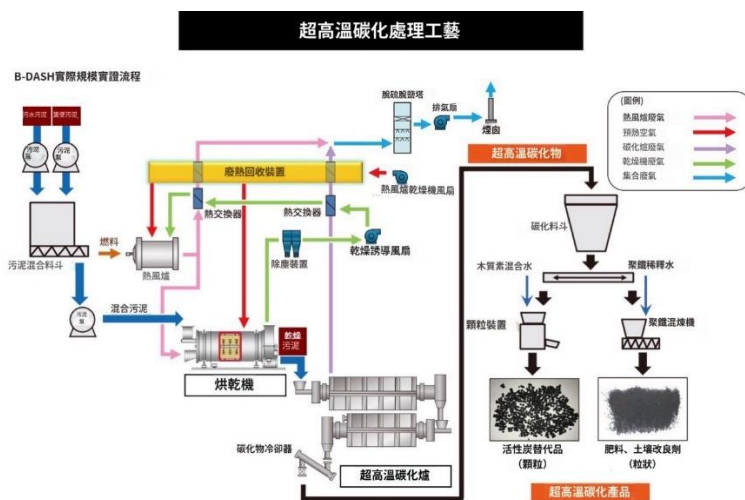 超高溫碳化處理工藝
B-DASH實際規模實證流程
污泥泵
污泥泵
污泥混合料斗
燃料
熱風爐
污泥泵
混合污泥
廢熱回收裝置
熱交換器
熱交換器
熱風爐乾燥機風扇
除塵裝置
乾燥誘導風扇
脫硫脫鹽塔
排氣扇
煙囪
烘乾機
乾燥
污泥
碳化物冷卻器
超高溫碳化爐
(圖例)
熱風爐廢氣
預熱空氣
碳化爐廢氣
乾燥機廢氣
集合廢氣
超高溫碳化物
碳化料斗
木質素混合水
聚鐵稀釋水
顆粒裝置
聚鐵混煉機
活性炭替代品
(顆粒)
肥料、土壤改良劑
(粒狀)
超高溫碳化產品